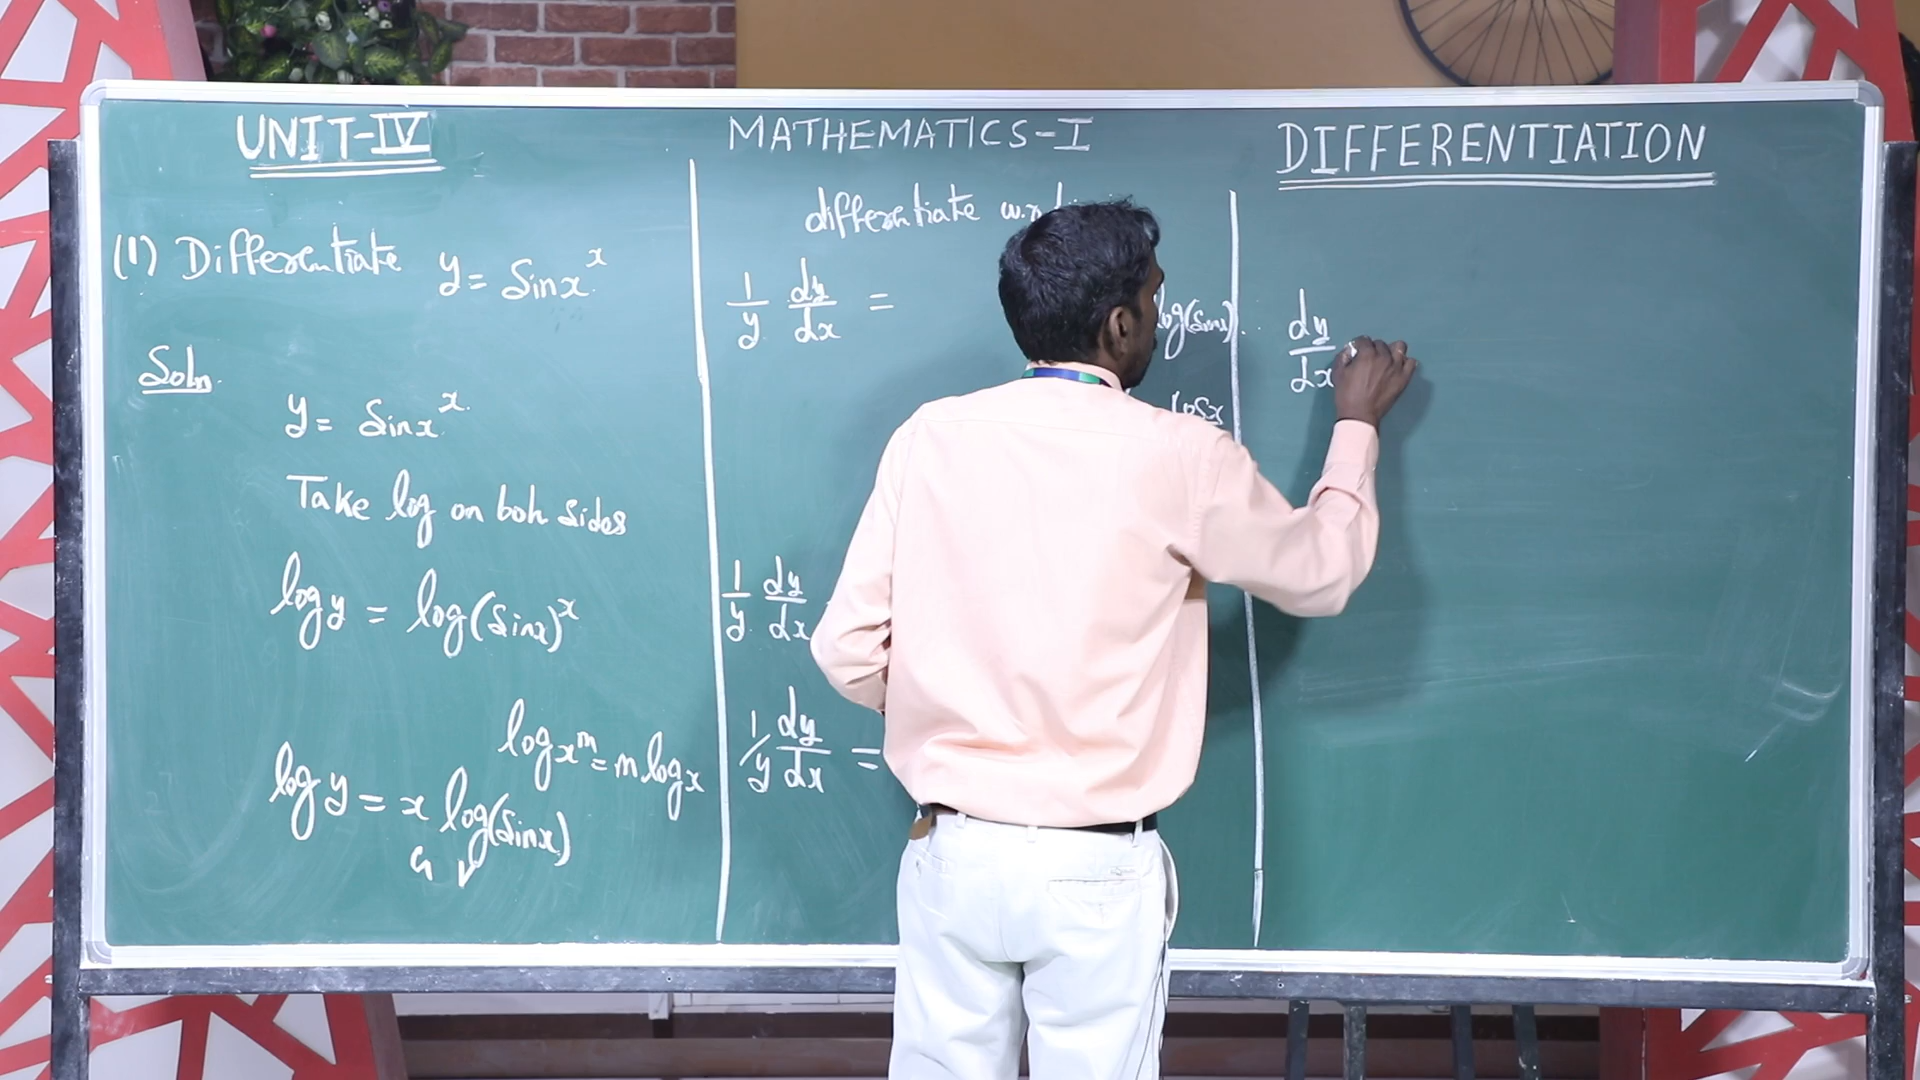 UNIT-IV
MATHEMATICS-I
DIFFERENTIATION
(1) Differentiate y = Sinx^x
Soln.
y = Sinx^x.
Take log on boh sides
log y = log(Sinx)^x
log x^m = m log x
log y = x log(Sinx)
u v
differentiate w.r.t
1/y dy/dx =
log(Sinx).
Cosx
1/y dy/dx
1/y dy/dx =
dy/dx